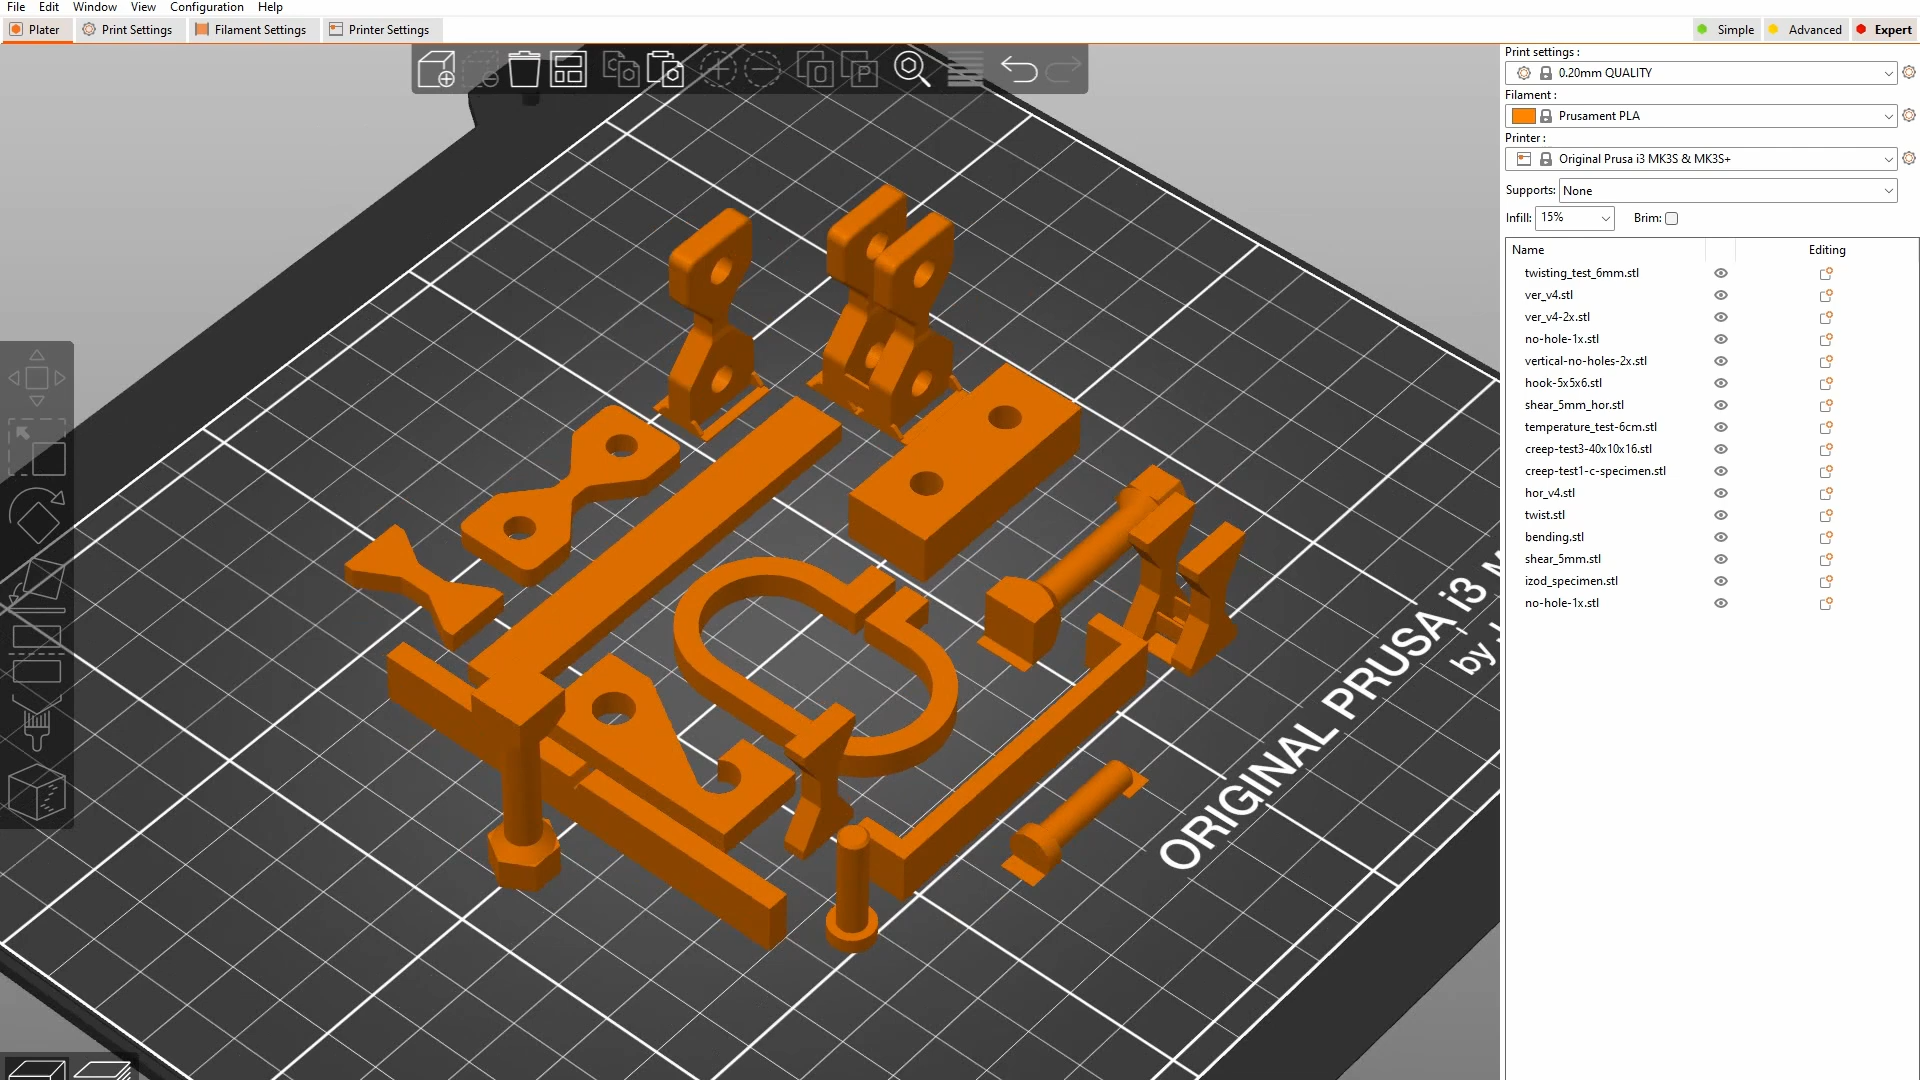 File Edit Window View Configuration Help
Plater Print Settings Filament Settings Printer Settings Simple Advanced Expert
Print settings :
0.20mm QUALITY
Filament :
Prusament PLA
Printer :
Original Prusa i3 MK3S & MK3S+
Supports: None
Infill: 15% Brim:
Name Editing
twisting_test_6mm.stl
ver_v4.stl
ver_v4-2x.stl
no-hole-1x.stl
vertical-no-holes-2x.stl
hook-5x5x6.stl
shear_5mm_hor.stl
temperature_test-6cm.stl
creep-test3-40x10x16.stl
creep-test1-c-specimen.stl
hor_v4.stl
twist.stl
bending.stl
shear_5mm.stl
izod_specimen.stl
no-hole-1x.stl
ORIGINAL PRUSA i3
by